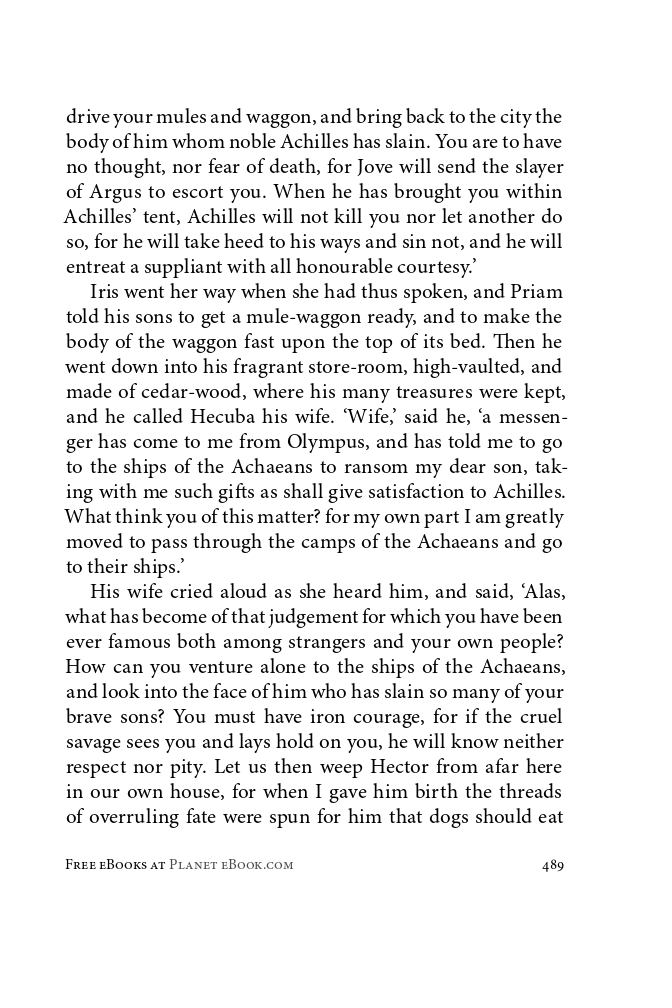 drive your mules and waggon, and bring back to the city the
body of him whom noble Achilles has slain. You are to have
no thought, nor fear of death, for Jove will send the slayer
of Argus to escort you. When he has brought you within
Achilles’ tent, Achilles will not kill you nor let another do
so, for he will take heed to his ways and sin not, and he will
entreat a suppliant with all honourable courtesy.’
Iris went her way when she had thus spoken, and Priam
told his sons to get a mule-waggon ready, and to make the
body of the waggon fast upon the top of its bed. Then he
went down into his fragrant store-room, high-vaulted, and
made of cedar-wood, where his many treasures were kept,
and he called Hecuba his wife. ‘Wife,’ said he, ‘a messen-
ger has come to me from Olympus, and has told me to go
to the ships of the Achaeans to ransom my dear son, tak-
ing with me such gifts as shall give satisfaction to Achilles.
What think you of this matter? for my own part I am greatly
moved to pass through the camps of the Achaeans and go
to their ships.’
His wife cried aloud as she heard him, and said, ‘Alas,
what has become of that judgement for which you have been
ever famous both among strangers and your own people?
How can you venture alone to the ships of the Achaeans,
and look into the face of him who has slain so many of your
brave sons? You must have iron courage, for if the cruel
savage sees you and lays hold on you, he will know neither
respect nor pity. Let us then weep Hector from afar here
in our own house, for when I gave him birth the threads
of overruling fate were spun for him that dogs should eat
Free eBooks at Planet eBook.com 489